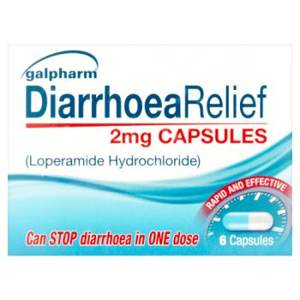 galpharm
DiarrhoeaRelief
2mg CAPSULES
(Loperamide Hydrochloride)
RAPID AND EFFECTIVE
Can STOP diarrhoea in ONE dose
6 Capsules